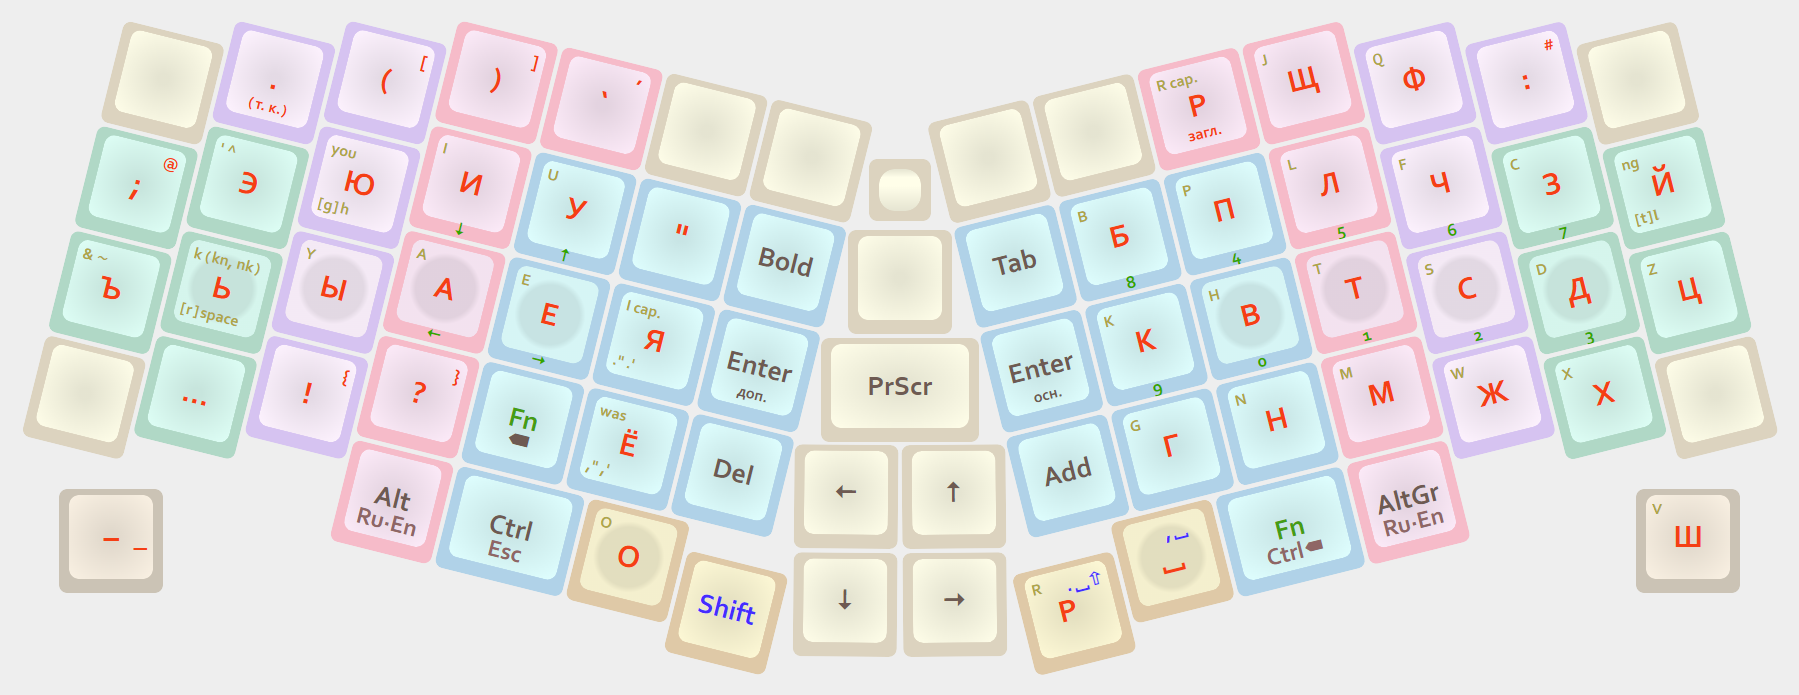 . (т. к.)
( [
) ]
` ′
R cap. Р загл.
J Щ
Q Ф
: #
; @
' ^ Э
you Ю [g]h
I И ↓
U У ↑
"
Bold
Tab
B Б 8
P П 4
L Л 5
F Ч 6
C З 7
ng Й [t]l
& ~ Ъ
k (kn, nk) Ь [r]space
Y Ы
A А ←
E Е →
I cap. Я .".'
Enter доп.
PrScr
Enter осн.
K К 9
H В 0
T Т 1
S С 2
D Д 3
Z Ц
...
! {
? }
Fn
was Ё ,",'
Del
← ↑
Add
G Г
N Н
M М
W Ж
X Х
– _
Alt
Ru·En
Ctrl
Esc
O О
Shift
↓ →
R Р .⎵⇧
′⎵ ⎵
Fn
Ctrl
AltGr
Ru·En
V Ш